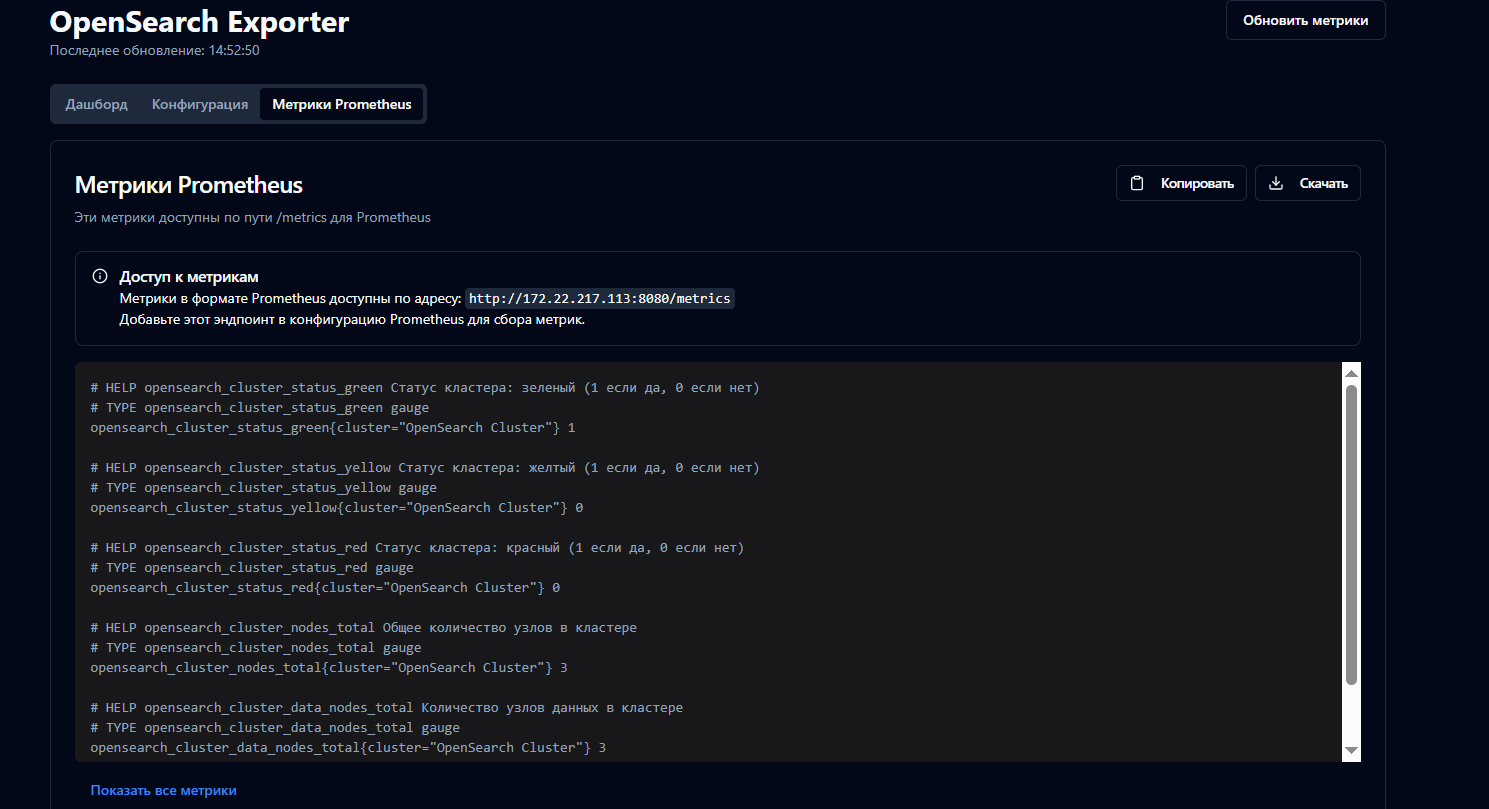 OpenSearch Exporter
Обновить метрики
Последнее обновление: 14:52:50
Дашборд
Конфигурация
Метрики Prometheus
Метрики Prometheus
Копировать
Скачать
Эти метрики доступны по пути /metrics для Prometheus
Доступ к метрикам
Метрики в формате Prometheus доступны по адресу: http://172.22.217.113:8080/metrics
Добавьте этот эндпоинт в конфигурацию Prometheus для сбора метрик.
# HELP opensearch_cluster_status_green Статус кластера: зеленый (1 если да, 0 если нет)
# TYPE opensearch_cluster_status_green gauge
opensearch_cluster_status_green{cluster="OpenSearch Cluster"} 1
# HELP opensearch_cluster_status_yellow Статус кластера: желтый (1 если да, 0 если нет)
# TYPE opensearch_cluster_status_yellow gauge
opensearch_cluster_status_yellow{cluster="OpenSearch Cluster"} 0
# HELP opensearch_cluster_status_red Статус кластера: красный (1 если да, 0 если нет)
# TYPE opensearch_cluster_status_red gauge
opensearch_cluster_status_red{cluster="OpenSearch Cluster"} 0
# HELP opensearch_cluster_nodes_total Общее количество узлов в кластере
# TYPE opensearch_cluster_nodes_total gauge
opensearch_cluster_nodes_total{cluster="OpenSearch Cluster"} 3
# HELP opensearch_cluster_data_nodes_total Количество узлов данных в кластере
# TYPE opensearch_cluster_data_nodes_total gauge
opensearch_cluster_data_nodes_total{cluster="OpenSearch Cluster"} 3
Показать все метрики